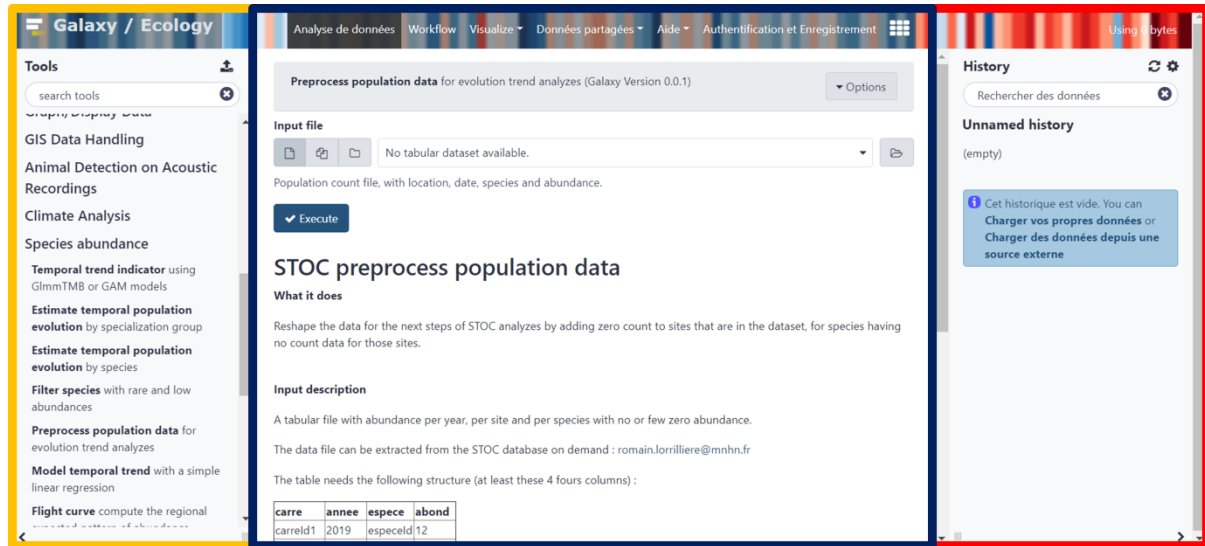 Galaxy / Ecology
Analyse de données Workflow Visualize Données partagées Aide Authentification et Enregistrement
Using 0 bytes
Tools
search tools
Graph/Display Data
GIS Data Handling
Animal Detection on Acoustic
Recordings
Climate Analysis
Species abundance
Temporal trend indicator using
GlmmTMB or GAM models
Estimate temporal population
evolution by specialization group
Estimate temporal population
evolution by species
Filter species with rare and low
abundances
Preprocess population data for
evolution trend analyzes
Model temporal trend with a simple
linear regression
Flight curve compute the regional
expected pattern of abundance
Preprocess population data for evolution trend analyzes (Galaxy Version 0.0.1)
Options
Input file
No tabular dataset available.
Population count file, with location, date, species and abundance.
Execute
STOC preprocess population data
What it does
Reshape the data for the next steps of STOC analyzes by adding zero count to sites that are in the dataset, for species having
no count data for those sites.
Input description
A tabular file with abundance per year, per site and per species with no or few zero abundance.
The data file can be extracted from the STOC database on demand : romain.lorrilliere@mnhn.fr
The table needs the following structure (at least these 4 fours columns) :
carre annee espece abond
carreId1 2019 especeId 12
History
Rechercher des données
Unnamed history
(empty)
Cet historique est vide. You can
Charger vos propres données or
Charger des données depuis une
source externe